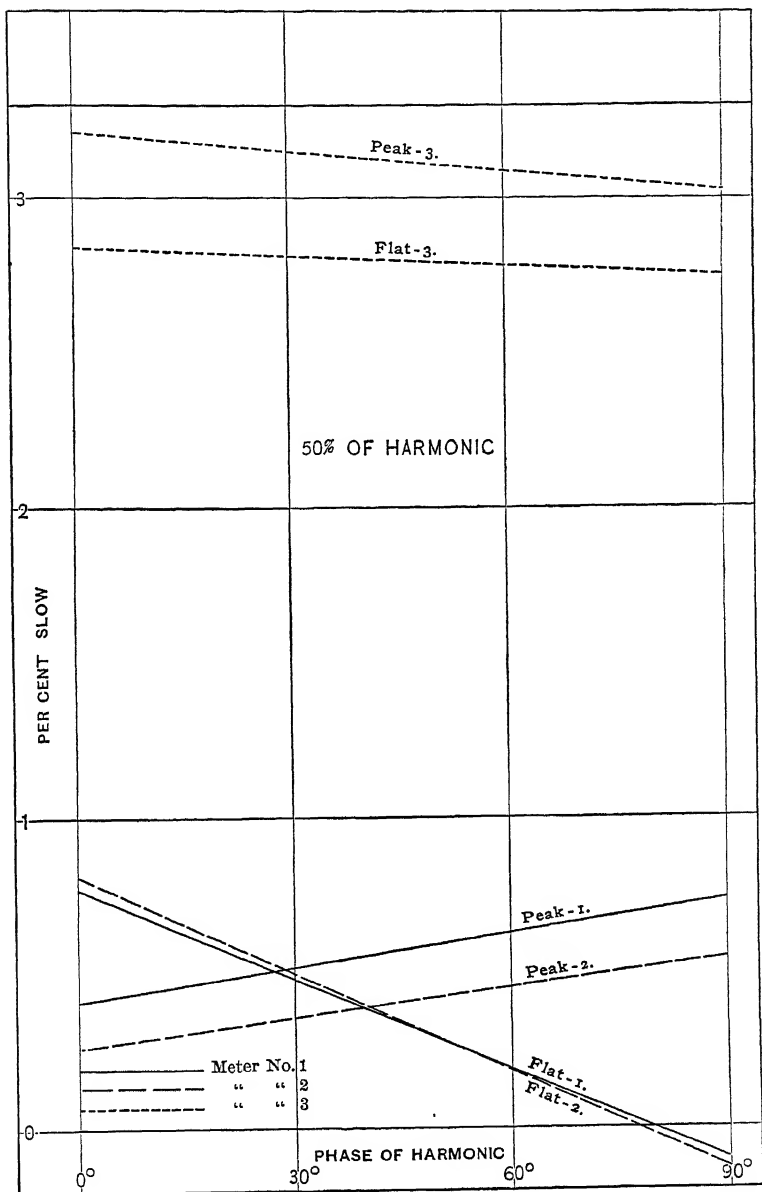 Peak-3.
3
Flat-3.
50% OF HARMONIC
2
PER CENT SLOW
1
Peak-1.
Peak-2.
Meter No. 1
“ “ 2
“ “ 3
Flat-1.
Flat-2.
0
PHASE OF HARMONIC
0° 30° 60° 90°